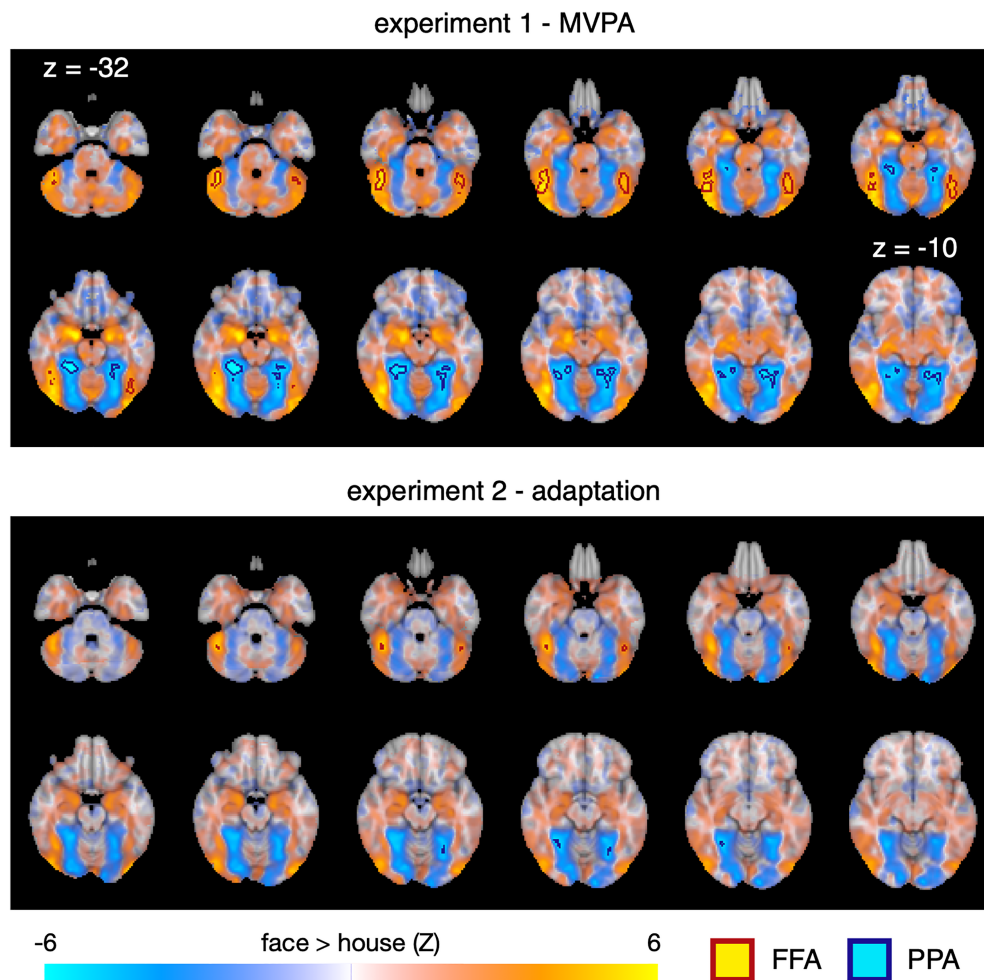 experiment 1 - MVPA
z = -32
z = -10
experiment 2 - adaptation
-6 face > house (Z) 6
FFA PPA